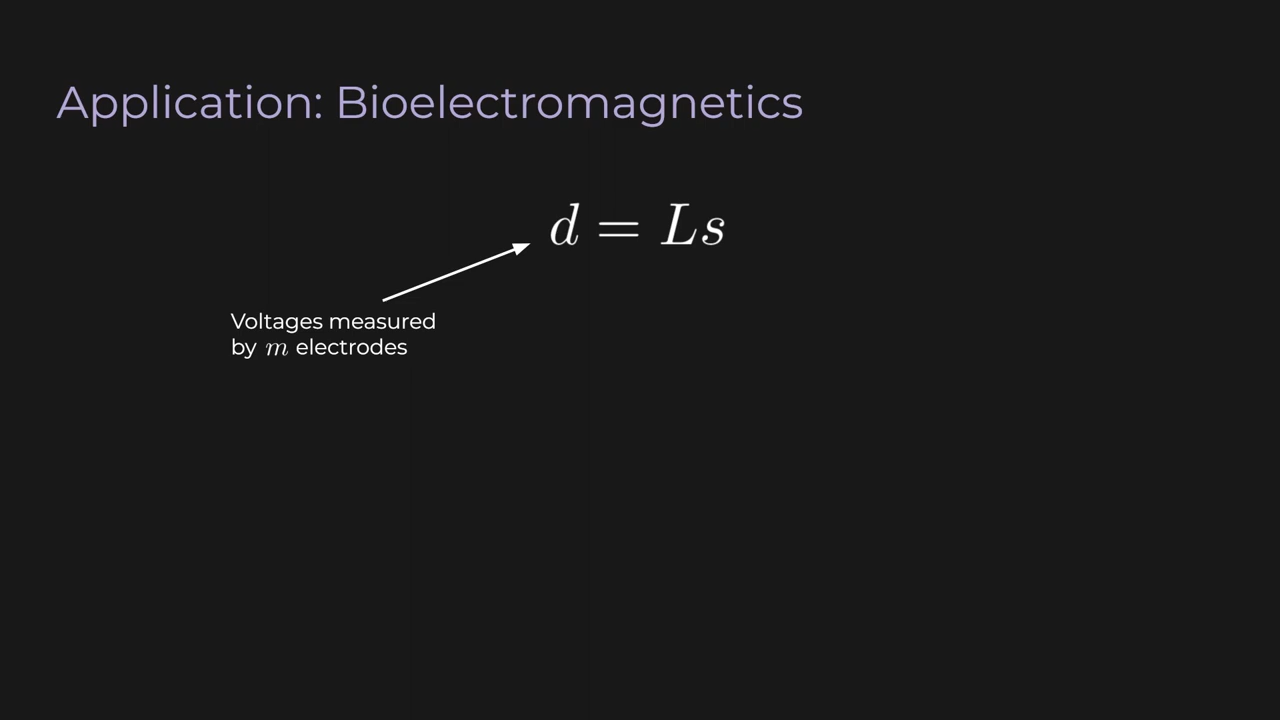 Application: Bioelectromagnetics
d = Ls
Voltages measured
by m electrodes